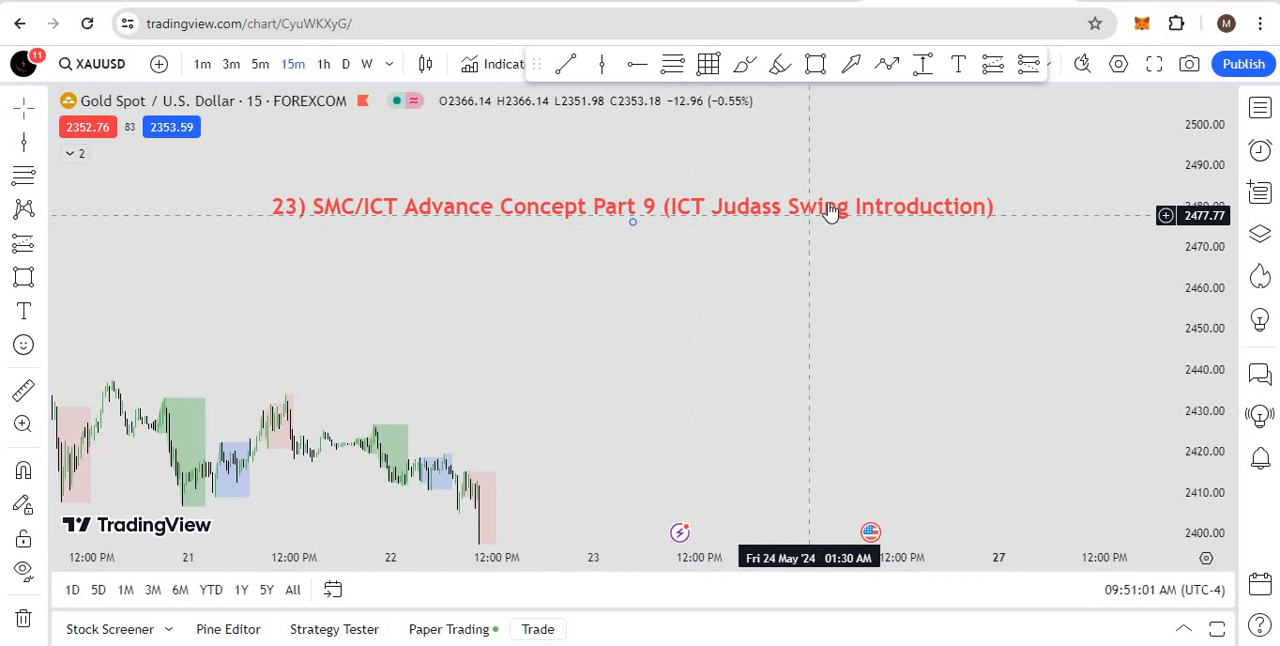 tradingview.com/chart/CyuWKXyG/
M
11
XAUUSD
1m 3m 5m 15m 1h D W
Indicat
Publish
Gold Spot / U.S. Dollar · 15 · FOREXCOM
O2366.14 H2366.14 L2351.98 C2353.18 −12.96 (−0.55%)
2352.76 83 2353.59
2
23) SMC/ICT Advance Concept Part 9 (ICT Judass Swing Introduction)
2500.00
2490.00
2477.77
2470.00
2460.00
2450.00
2440.00
2430.00
2420.00
2410.00
2400.00
TradingView
12:00 PM 21 12:00 PM 22 12:00 PM 23 12:00 PM Fri 24 May '24 01:30 AM 12:00 PM 27 12:00 PM
1D 5D 1M 3M 6M YTD 1Y 5Y All
09:51:01 AM (UTC-4)
Stock Screener Pine Editor Strategy Tester Paper Trading Trade